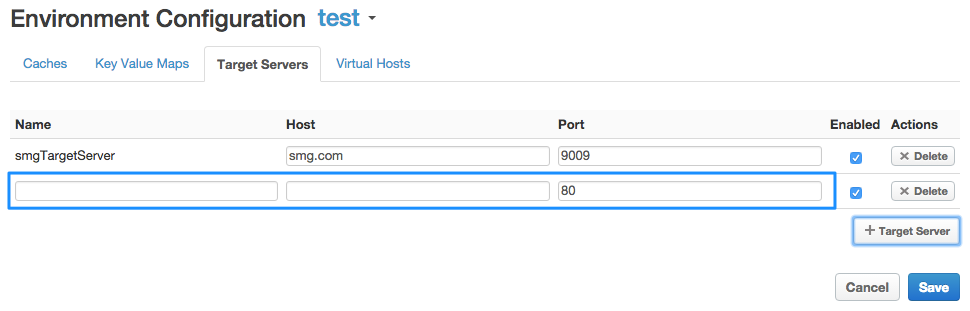 Environment Configuration test
Caches Key Value Maps Target Servers Virtual Hosts
Name Host Port Enabled Actions
smgTargetServer smg.com 9009 Delete
80 Delete
+ Target Server
Cancel Save